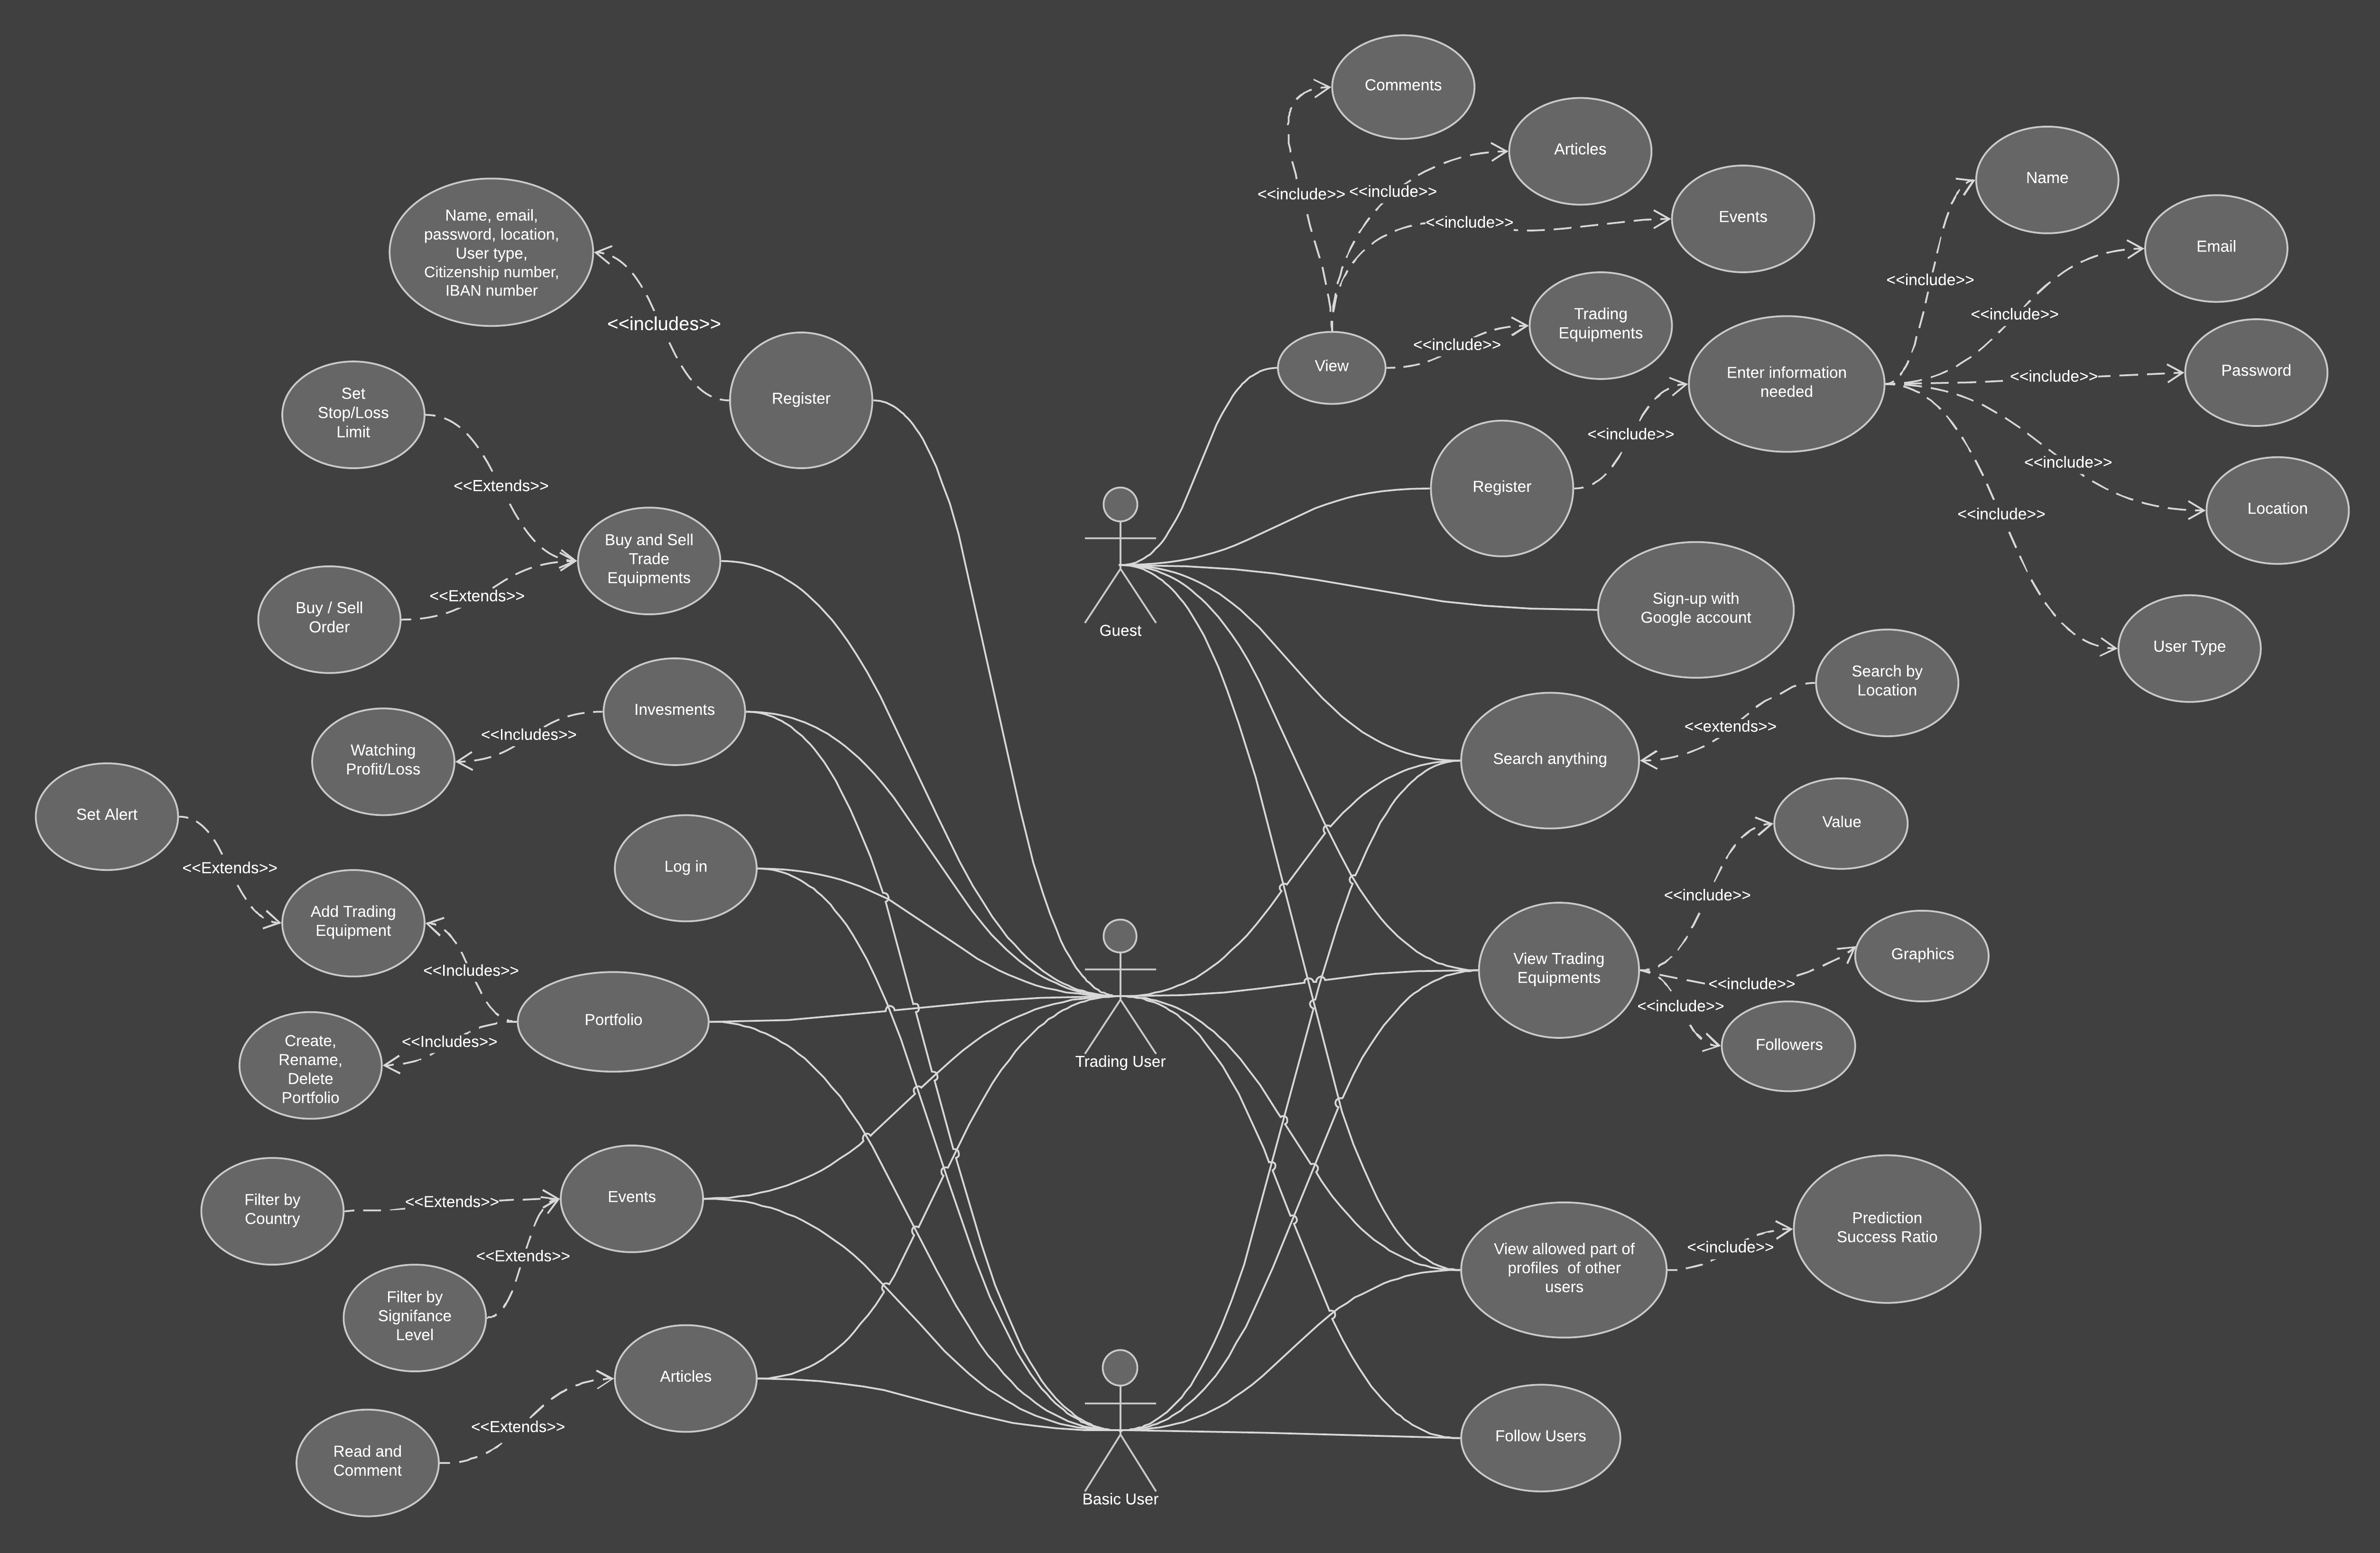 Comments
Articles
Events
<<include>>
<<include>>
<<include>>
Trading
Equipments
<<include>>
View
Name
Email
Password
Location
User Type
<<include>>
<<include>>
<<include>>
<<include>>
<<include>>
Enter information
needed
<<include>>
Register
Sign-up with
Google account
Guest
Search by
Location
<<extends>>
Search anything
Value
<<include>>
Graphics
<<include>>
<<include>>
Followers
View Trading
Equipments
Prediction
Success Ratio
<<include>>
View allowed part of
profiles  of other
users
Follow Users
Name, email,
password, location,
User type,
Citizenship number,
IBAN number
<<includes>>
Register
Set
Stop/Loss
Limit
<<Extends>>
Buy and Sell
Trade
Equipments
<<Extends>>
Buy / Sell
Order
Invesments
<<Includes>>
Watching
Profit/Loss
Set Alert
<<Extends>>
Log in
Add Trading
Equipment
<<Includes>>
Portfolio
<<Includes>>
Create,
Rename,
Delete
Portfolio
Trading User
Filter by
Country
<<Extends>>
Events
<<Extends>>
Filter by
Signifance
Level
Articles
<<Extends>>
Read and
Comment
Basic User